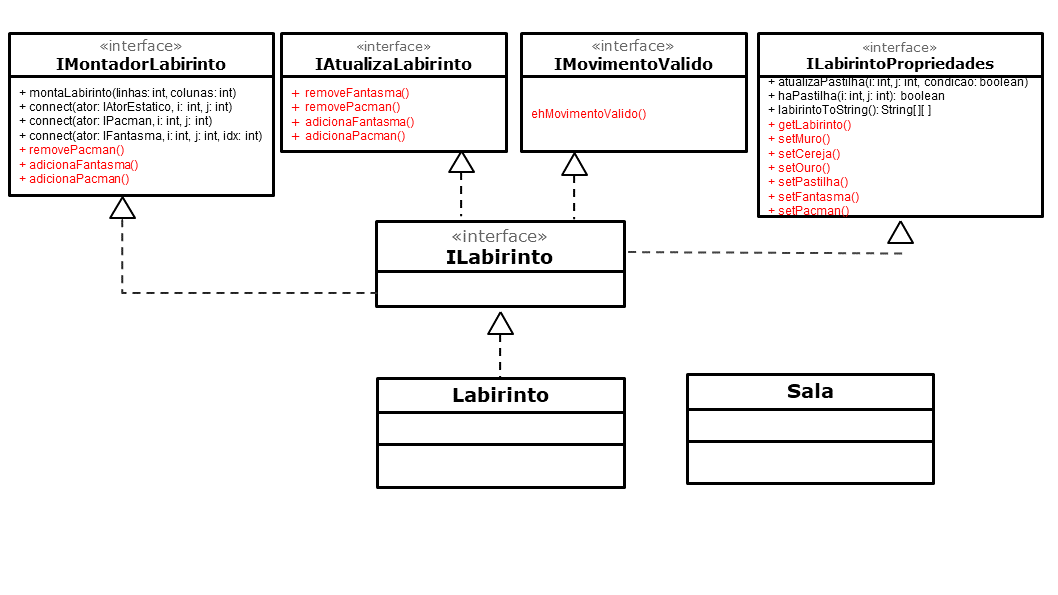 «interface»
IMontadorLabirinto
+ montaLabirinto(linhas: int, colunas: int)
+ connect(ator: IAtorEstatico, i: int, j: int)
+ connect(ator: IPacman, i: int, j: int)
+ connect(ator: IFantasma, i: int, j: int, idx: int)
+ removePacman()
+ adicionaFantasma()
+ adicionaPacman()
«interface»
IAtualizaLabirinto
+ removeFantasma()
+ removePacman()
+ adicionaFantasma()
+ adicionaPacman()
«interface»
IMovimentoValido
ehMovimentoValido()
«interface»
ILabirintoPropriedades
+ atualizaPastilha(i: int, j: int, condicao: boolean)
+ haPastilha(i: int, j: int): boolean
+ labirintoToString(): String[ ][ ]
+ getLabirinto()
+ setMuro()
+ setCereja()
+ setOuro()
+ setPastilha()
+ setFantasma()
+ setPacman()
«interface»
ILabirinto
Labirinto
Sala